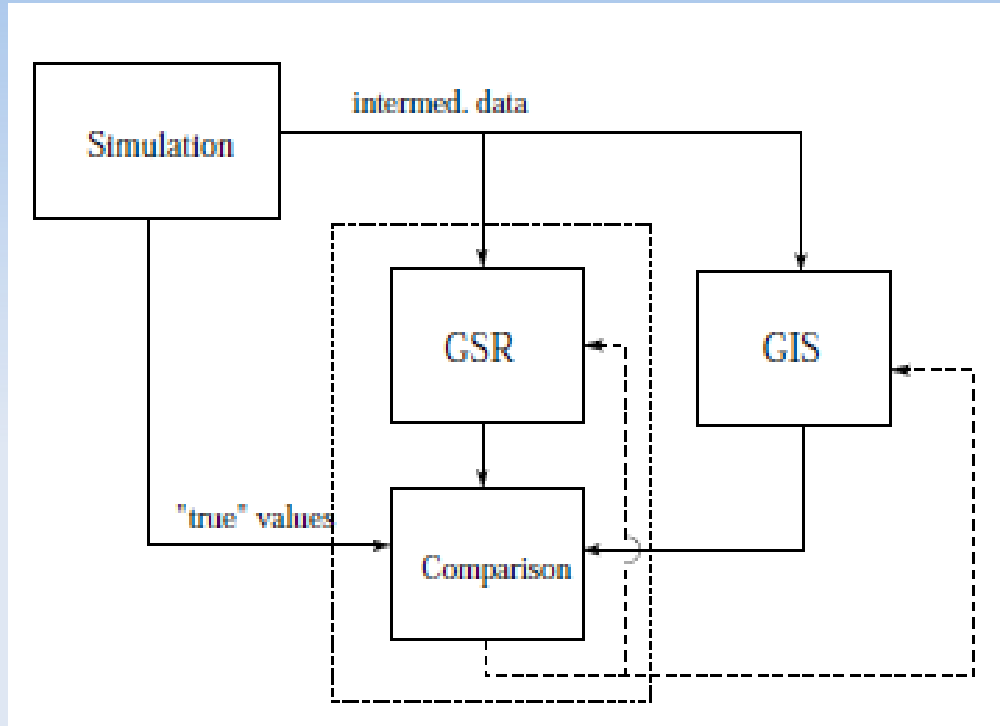 intermed. data
Simulation
GSR
GIS
"true" values
Comparison